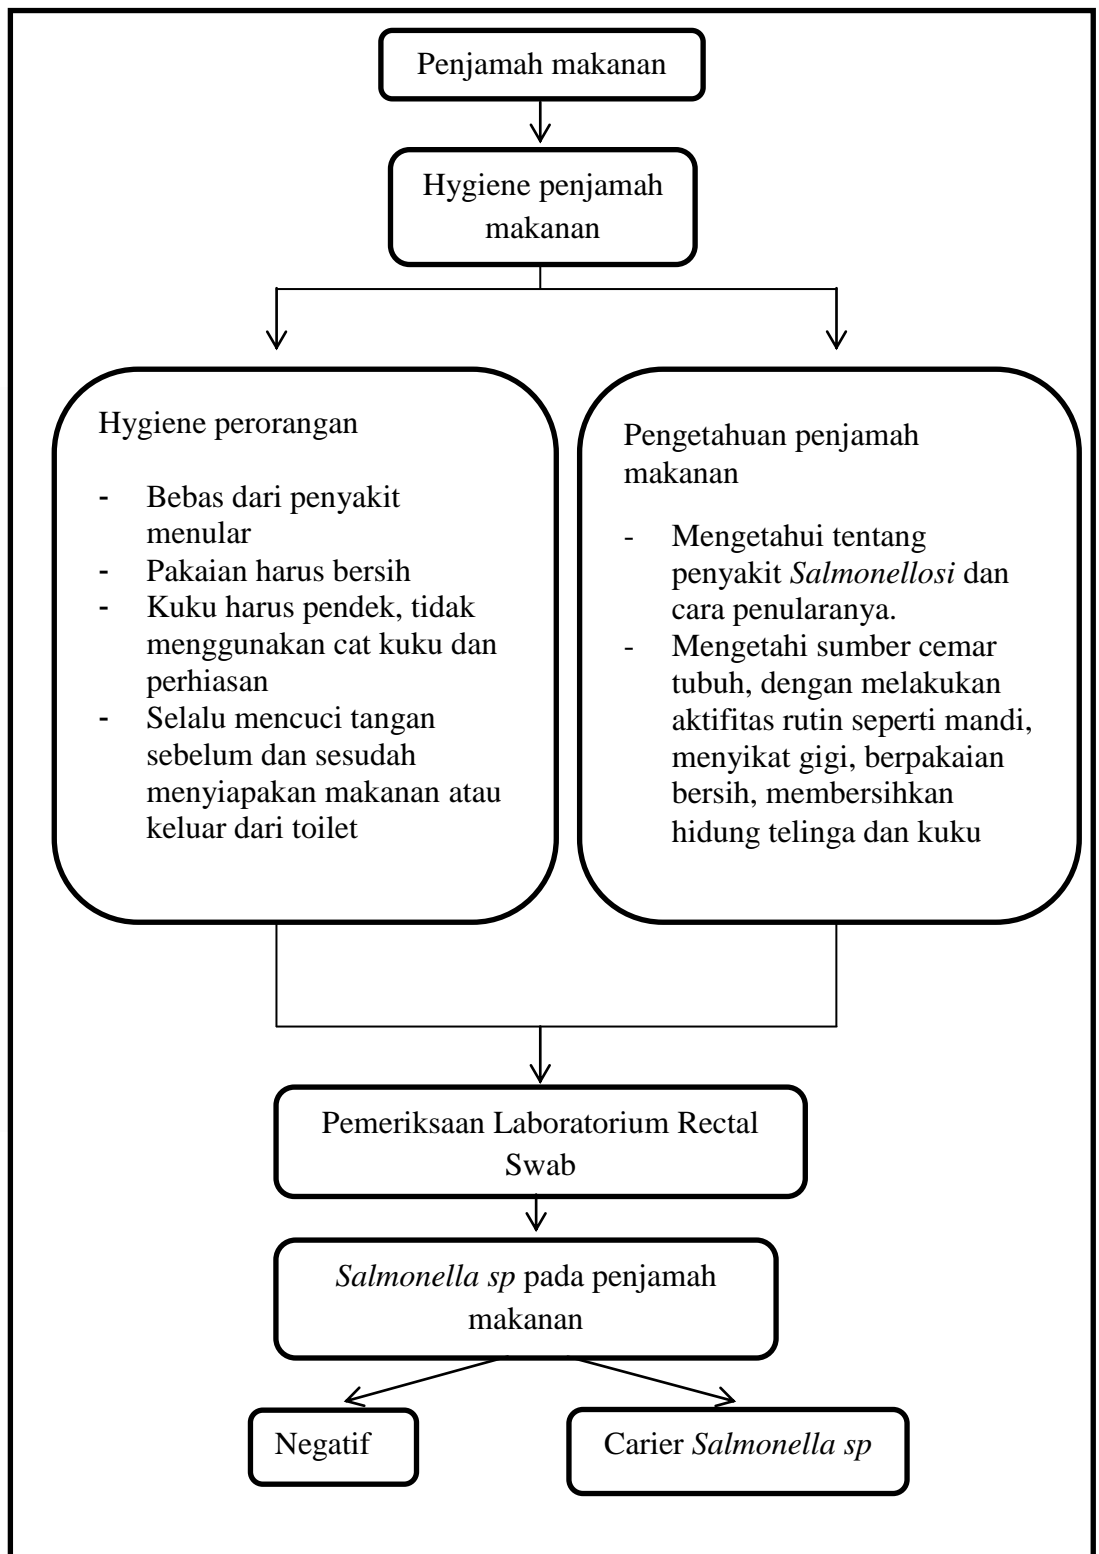 Penjamah makanan
Hygiene penjamah
makanan
Hygiene perorangan
- Bebas dari penyakit
menular
- Pakaian harus bersih
- Kuku harus pendek, tidak
menggunakan cat kuku dan
perhiasan
- Selalu mencuci tangan
sebelum dan sesudah
menyiapakan makanan atau
keluar dari toilet
Pengetahuan penjamah
makanan
- Mengetahui tentang
penyakit Salmonellosi dan
cara penularanya.
- Mengetahi sumber cemar
tubuh, dengan melakukan
aktifitas rutin seperti mandi,
menyikat gigi, berpakaian
bersih, membersihkan
hidung telinga dan kuku
Pemeriksaan Laboratorium Rectal
Swab
Salmonella sp pada penjamah
makanan
Negatif
Carier Salmonella sp